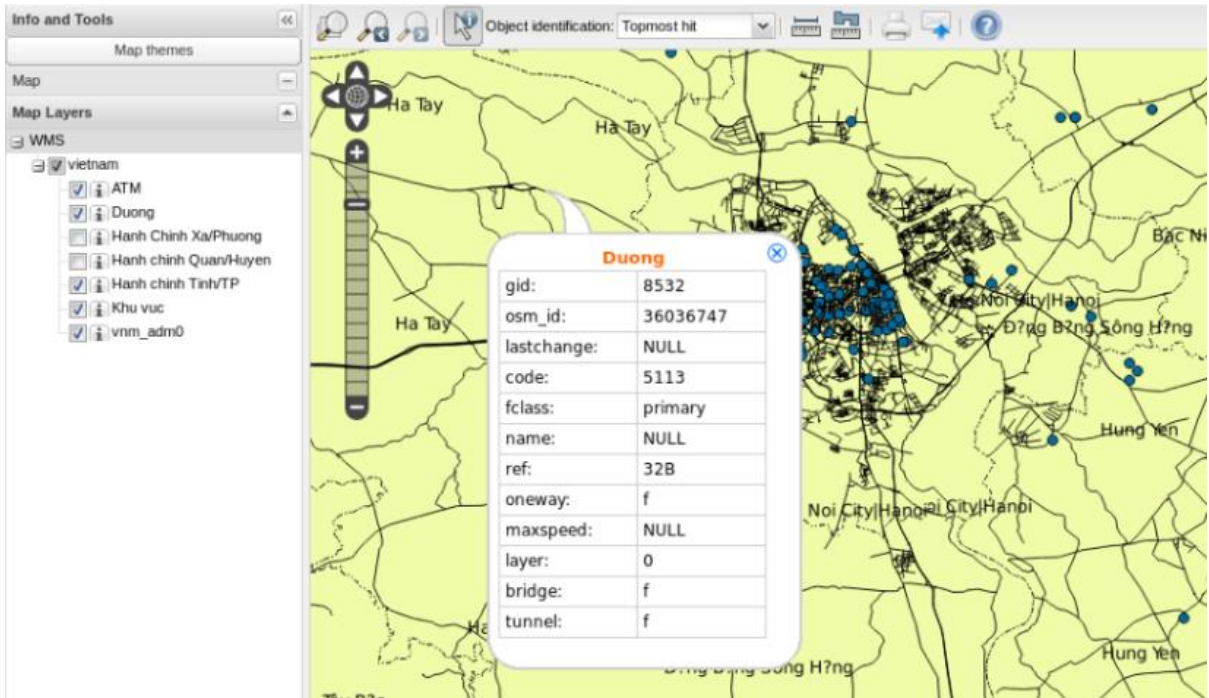 Info and Tools
Map themes
Map
Map Layers
WMS
vietnam
ATM
Duong
Hanh Chinh Xa/Phuong
Hanh chinh Quan/Huyen
Hanh chinh Tinh/TP
Khu vuc
vnm_adm0
Object identification: Topmost hit
Ha Tay
Ha Tay
Bac Ni
Noi City|Hanoi
Đ?ng B?ng Sông H?ng
Ha Tay
Duong
gid: 8532
osm_id: 36036747
lastchange: NULL
code: 5113
fclass: primary
name: NULL
ref: 32B
oneway: f
maxspeed: NULL
layer: 0
bridge: f
tunnel: f
Hung Yen
Noi City|Hanoi
City|Hanoi
Ha
Hung Yen
ông H?ng